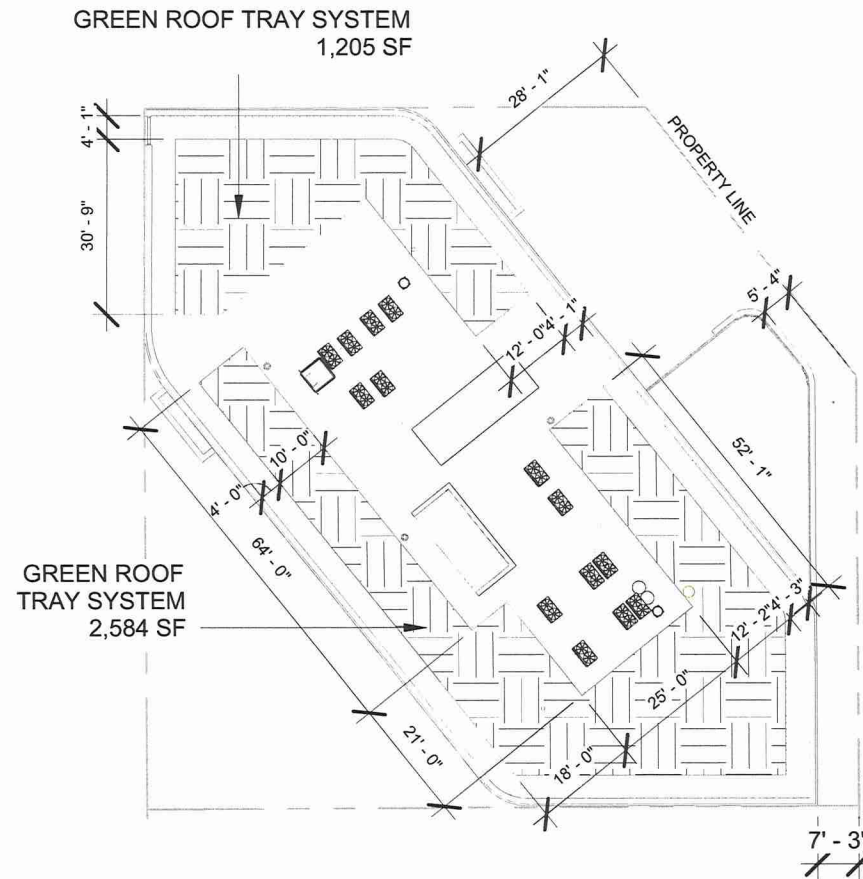 GREEN ROOF TRAY SYSTEM
1,205 SF
28' - 1"
4' - 1"
PROPERTY LINE
30' - 9"
5' - 4"
12' - 0"
4' - 1"
52' - 1"
10' - 0"
4' - 0"
64' - 0"
GREEN ROOF
TRAY SYSTEM
2,584 SF
12' - 2"
4' - 3"
25' - 0"
21' - 0"
18' - 0"
7' - 3'